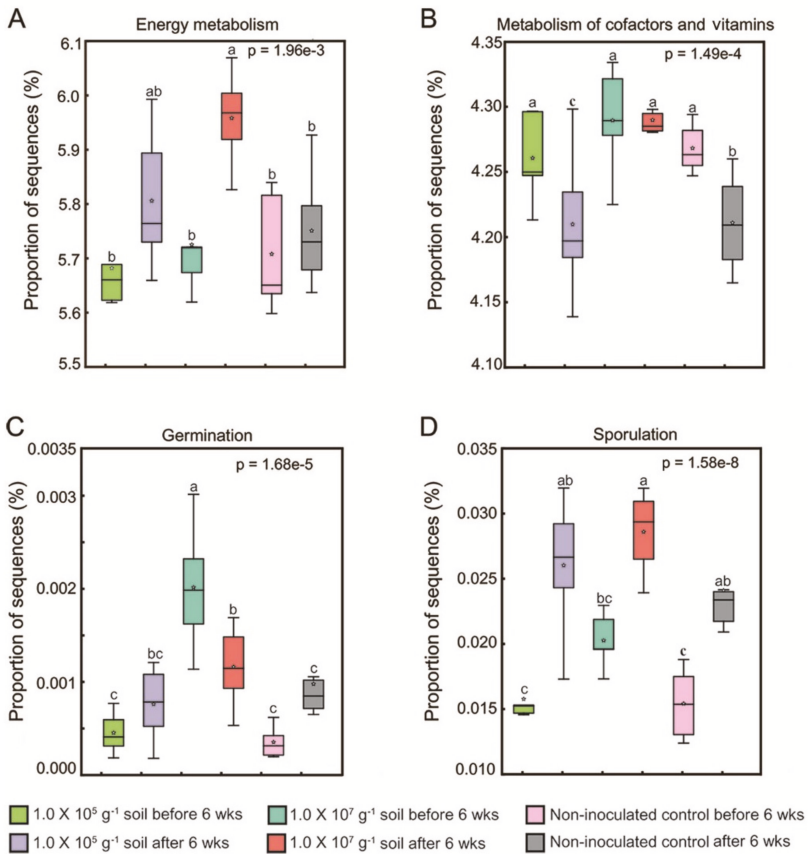 A
Energy metabolism
p = 1.96e-3
Proportion of sequences (%)
6.1
6.0
5.9
5.8
5.7
5.6
5.5
b
ab
b
a
b
b
B
Metabolism of cofactors and vitamins
p = 1.49e-4
Proportion of sequences (%)
4.35
4.30
4.25
4.20
4.15
4.10
a
c
a
a
a
b
C
Germination
p = 1.68e-5
Proportion of sequences (%)
0.0035
0.003
0.002
0.001
0.000
c
bc
a
b
c
c
D
Sporulation
p = 1.58e-8
Proportion of sequences (%)
0.035
0.030
0.025
0.020
0.015
0.010
c
ab
bc
a
c
ab
1.0 X 10⁵ g⁻¹ soil before 6 wks
1.0 X 10⁷ g⁻¹ soil before 6 wks
Non-inoculated control before 6 wks
1.0 X 10⁵ g⁻¹ soil after 6 wks
1.0 X 10⁷ g⁻¹ soil after 6 wks
Non-inoculated control after 6 wks